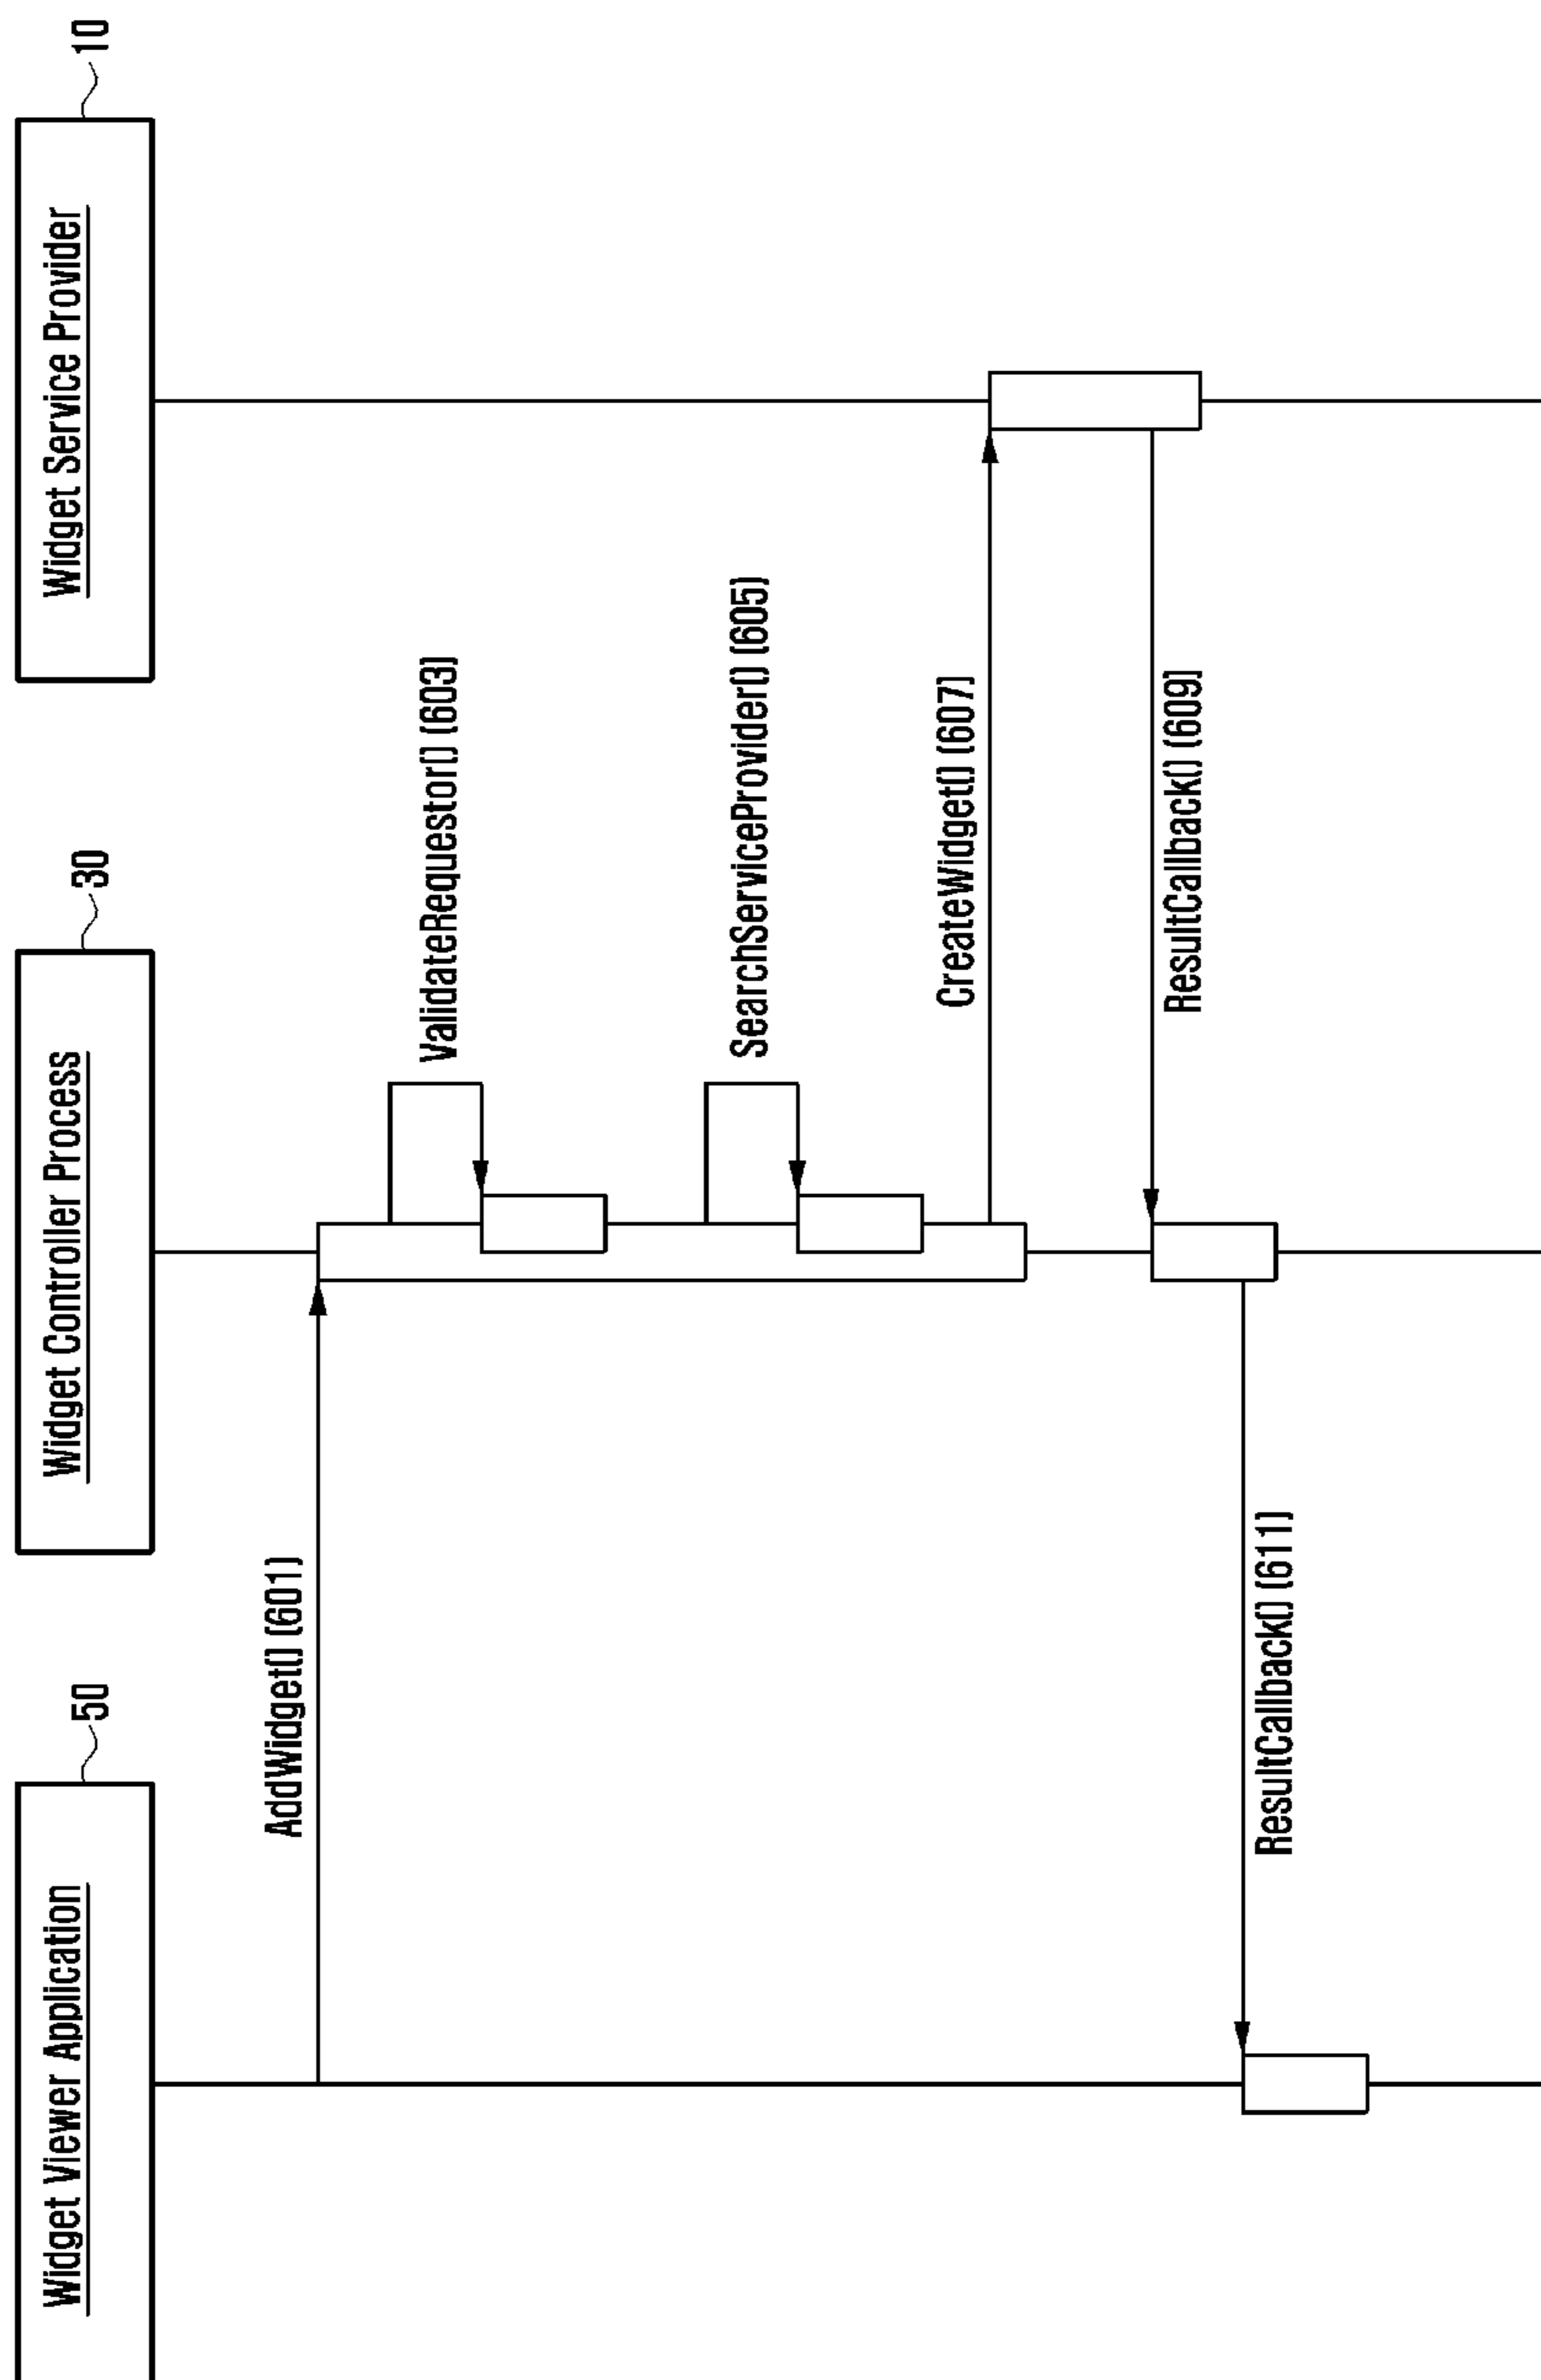 Widget Viewer Application
50
Widget Controller Process
30
Widget Service Provider
10
AddWidget() (601)
ValidateRequestor() (603)
SearchServiceProvider() (605)
CreateWidget() (607)
ResultCallback() (609)
ResultCallback() (611)